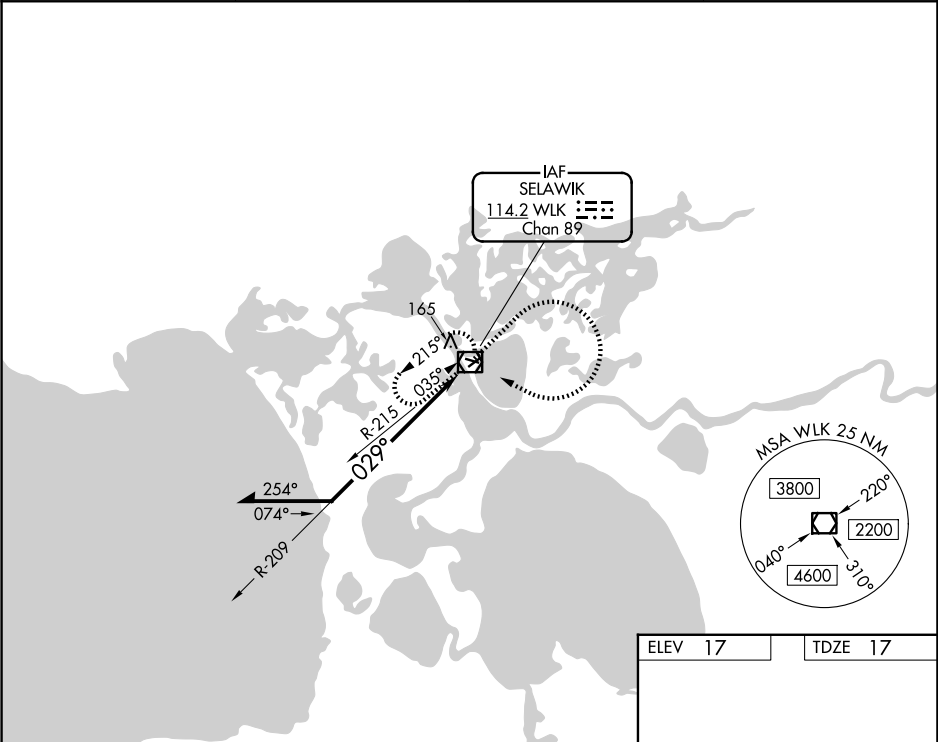 IAF
SELAWIK
114.2 WLK
Chan 89
165
215°
035°
R-215
029°
254°
074°
R-209
MSA WLK 25 NM
3800
220°
2200
040°
4600
310°
ELEV 17
TDZE 17